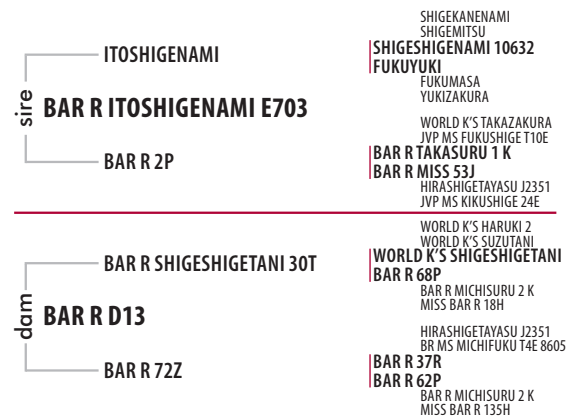 SHIGEKANENAMI
SHIGEMITSU
ITOSHIGENAMI
SHIGESHIGENAMI 10632
FUKUYUKI
FUKUMASA
YUKIZAKURA
sire
BAR R ITOSHIGENAMI E703
WORLD K'S TAKAZAKURA
JVP MS FUKUSHIGE T10E
BAR R 2P
BAR R TAKASURU 1 K
BAR R MISS 53J
HIRASHIGETAYASU J2351
JVP MS KIKUSHIGE 24E
WORLD K'S HARUKI 2
WORLD K'S SUZUTANI
BAR R SHIGESHIGETANI 30T
WORLD K'S SHIGESHIGETANI
BAR R 68P
BAR R MICHISURU 2 K
MISS BAR R 18H
dam
BAR R D13
HIRASHIGETAYASU J2351
BR MS MICHIFUKU T4E 8605
BAR R 72Z
BAR R 37R
BAR R 62P
BAR R MICHISURU 2 K
MISS BAR R 135H